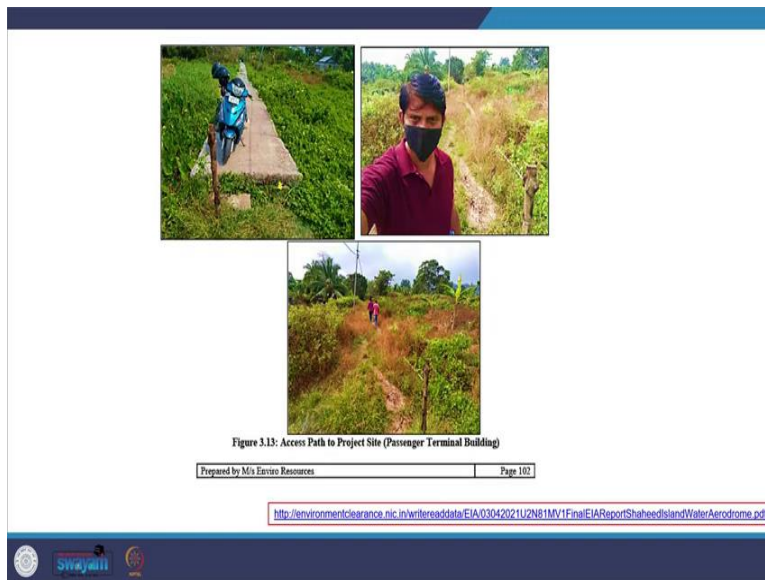 Figure 3.13: Access Path to Project Site (Passenger Terminal Building)
Prepared by M/s Enviro Resources Page 102
http://environmentclearance.nic.in/writereaddata/EIA/03042021U2N81MV1FinalEIAReportShaheedIslandWaterAerodrome.pdf
swayam